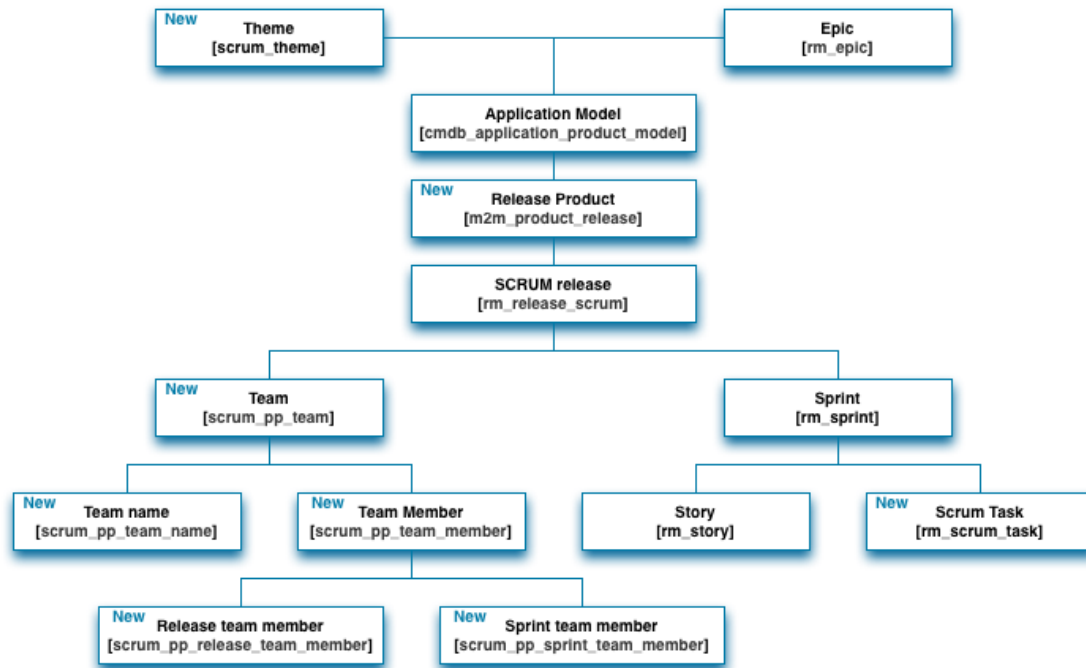 New
Theme
[scrum_theme]
Epic
[rm_epic]
Application Model
[cmdb_application_product_model]
New
Release Product
[m2m_product_release]
SCRUM release
[rm_release_scrum]
New
Team
[scrum_pp_team]
Sprint
[rm_sprint]
New
Team name
[scrum_pp_team_name]
New
Team Member
[scrum_pp_team_member]
Story
[rm_story]
New
Scrum Task
[rm_scrum_task]
New
Release team member
[scrum_pp_release_team_member]
New
Sprint team member
[scrum_pp_sprint_team_member]